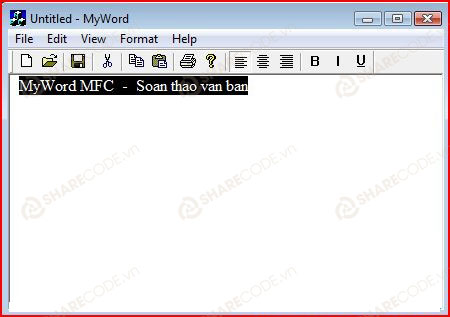 Untitled - MyWord
File Edit View Format Help
B I U
MyWord MFC - Soan thao van ban
SHARECODE.vn
SHARECODE.vn
SHARECODE.vn
SHARECODE.vn
SHARECODE.vn
SHARECODE.vn